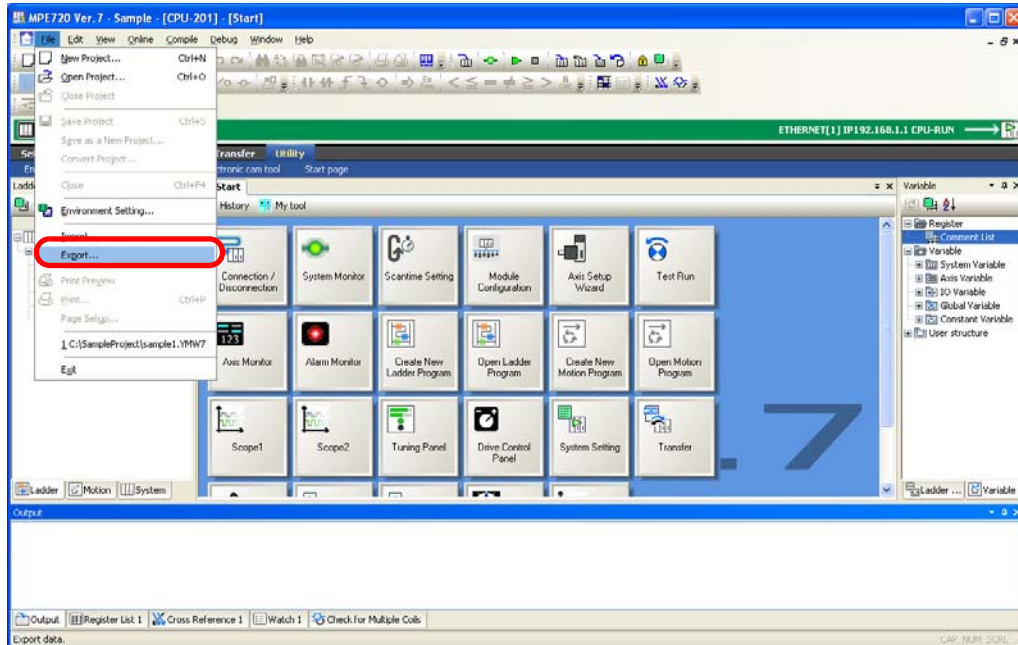 MPE720 Ver. 7 - Sample - [CPU-201] - [Start]
File Edit View Online Compile Debug Window Help
New Project... Ctrl+N
Open Project... Ctrl+O
Close Project
Save Project Ctrl+S
Save as a New Project...
Convert Project...
Close Ctrl+F4
Environment Setting...
Import...
Export...
Print Preview
Print... Ctrl+P
Page Setup...
1 C:\SampleProject\sample1.YMW7
Exit
ETHERNET[1] IP192.168.1.1 CPU-RUN
Transfer Utility
ctronic cam tool Start page
Start
History My tool
Connection / Disconnection
System Monitor
Scantime Setting
Module Configuration
Axis Setup Wizard
Test Run
123
Axis Monitor
Alarm Monitor
Create New Ladder Program
Open Ladder Program
Create New Motion Program
Open Motion Program
Scope1
Scope2
Tuning Panel
Drive Control Panel
System Setting
Transfer
.7
Variable
Register
Comment List
Variable
System Variable
Axis Variable
IO Variable
Global Variable
Constant Variable
User structure
Ladder Motion System
Ladder ... Variable
Output
Output Register List 1 Cross Reference 1 Watch 1 Check for Multiple Coils
Export data.
CAP NUM SCRL